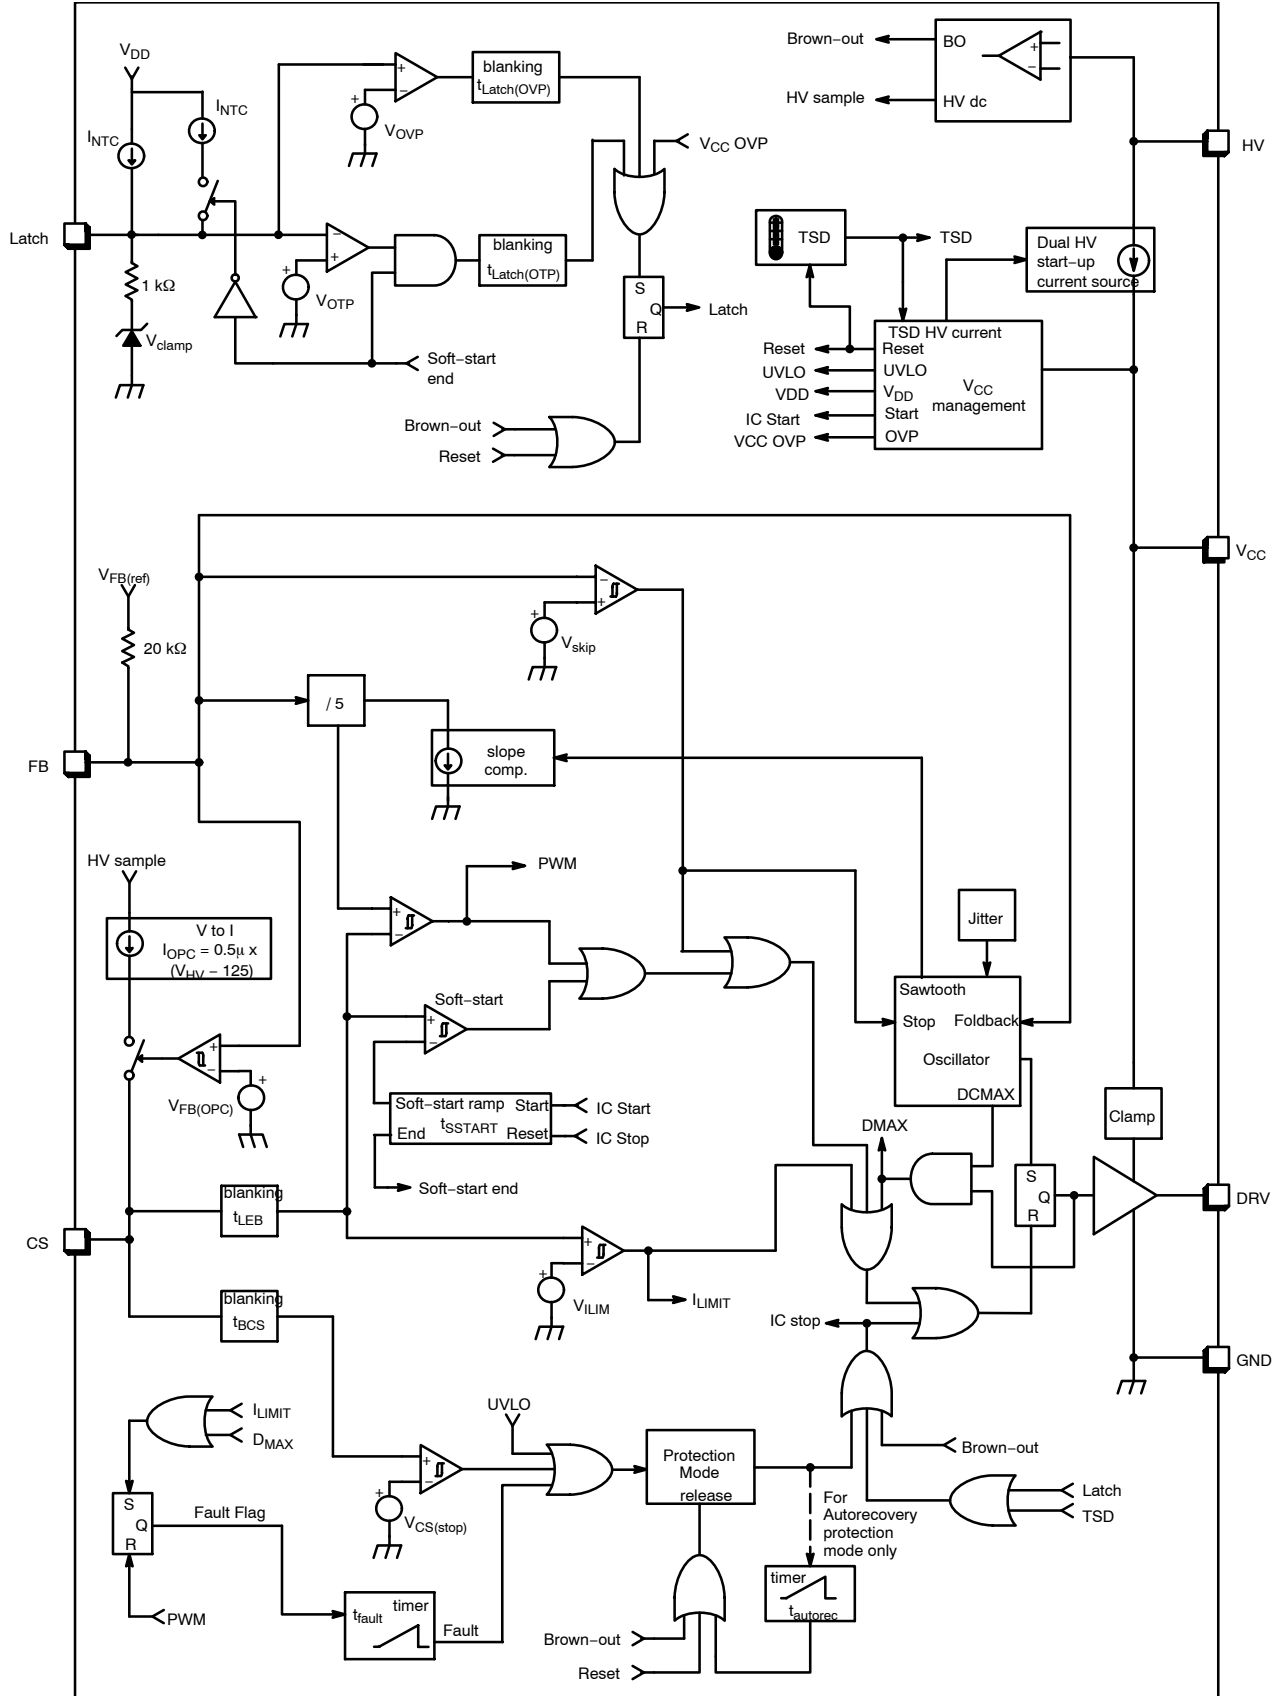 Brown−out
BO
HV sample
HV dc
HV
VDD
INTC
INTC
+
−
blanking
tLatch(OVP)
+
VOVP
VCC OVP
Latch
−
+
blanking
tLatch(OTP)
+
VOTP
1 kΩ
Vclamp
Soft−start
end
S
Q
R
Latch
Brown−out
Reset
TSD
TSD
Dual HV
start−up
current source
TSD HV current
Reset
Reset
UVLO
UVLO
VDD
VDD
IC Start
Start
VCC OVP
OVP
VCC
management
VCC
VFB(ref)
20 kΩ
−
+
+
Vskip
/ 5
slope
comp.
FB
HV sample
V to I
IOPC = 0.5μ x
(VHV − 125)
PWM
+
−
Soft−start
+
−
+
−
+
VFB(OPC)
Soft−start ramp
Start
tSSTART
End
Reset
IC Start
IC Stop
Soft−start end
Jitter
Sawtooth
Stop
Foldback
Oscillator
DCMAX
Clamp
DMAX
S
Q
R
DRV
blanking
tLEB
CS
+
−
+
VILIM
ILIMIT
blanking
tBCS
IC stop
GND
ILIMIT
DMAX
UVLO
+
−
+
VCS(stop)
Protection
Mode
release
Brown−out
Latch
TSD
For
Autorecovery
protection
mode only
S
Q
R
Fault Flag
PWM
tfault
timer
Fault
timer
tautorec
Brown−out
Reset